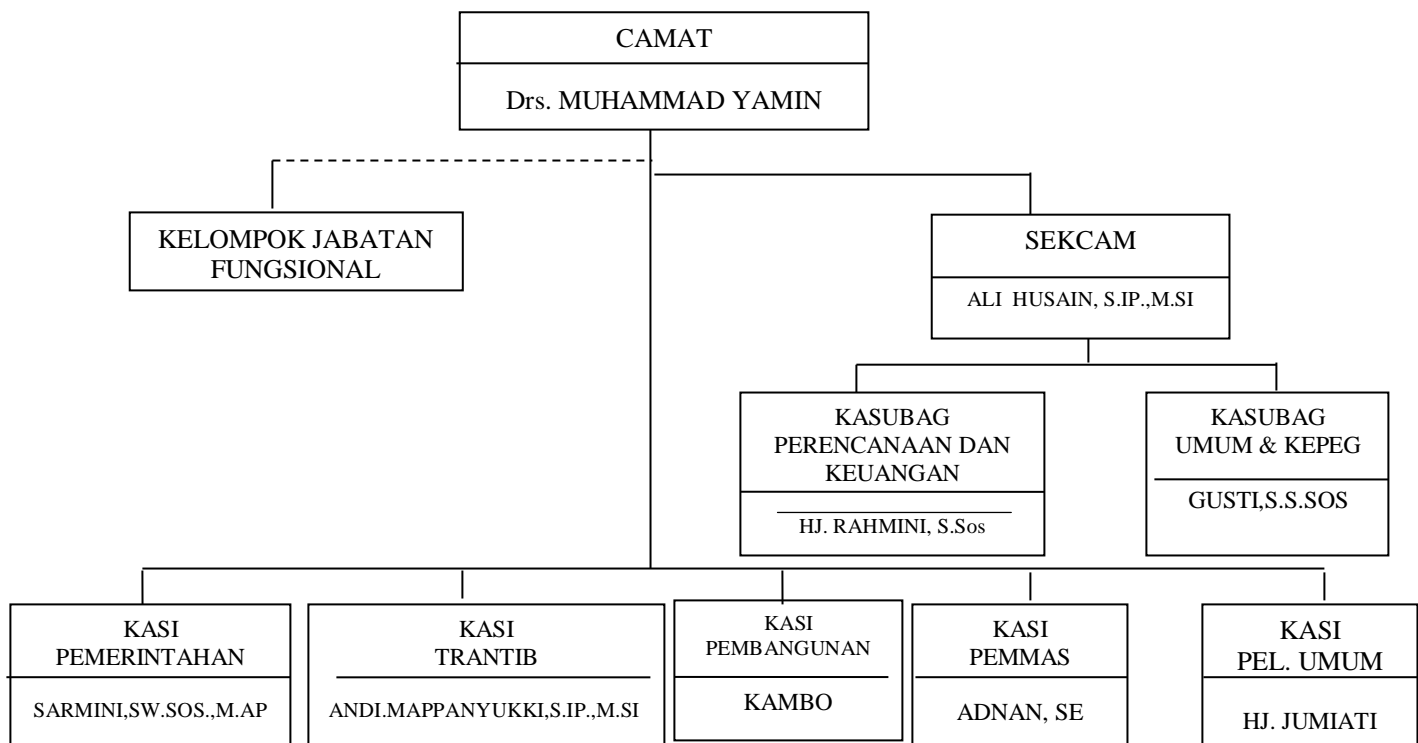 CAMAT
Drs. MUHAMMAD YAMIN
KELOMPOK JABATAN
FUNGSIONAL
SEKCAM
ALI HUSAIN, S.IP.,M.SI
KASUBAG
PERENCANAAN DAN
KEUANGAN
HJ. RAHMINI, S.Sos
KASUBAG
UMUM & KEPEG
GUSTI,S.S.SOS
KASI
PEMERINTAHAN
SARMINI,SW.SOS.,M.AP
KASI
TRANTIB
ANDI.MAPPANYUKKI,S.IP.,M.SI
KASI
PEMBANGUNAN
KAMBO
KASI
PEMMAS
ADNAN, SE
KASI
PEL. UMUM
HJ. JUMIATI